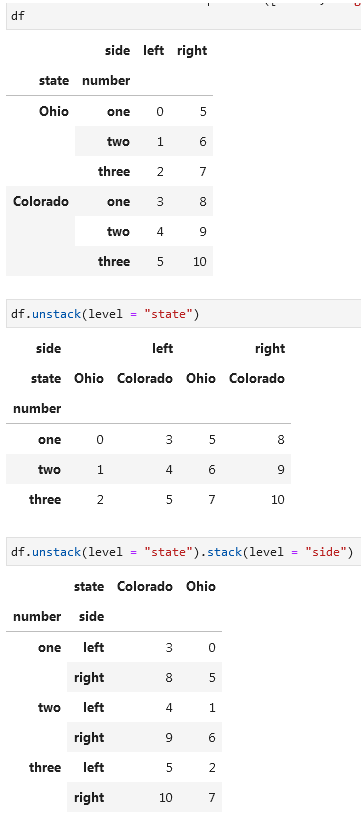 df
side left right
state number
Ohio one 0 5
two 1 6
three 2 7
Colorado one 3 8
two 4 9
three 5 10
df.unstack(level = "state")
side left right
state Ohio Colorado Ohio Colorado
number
one 0 3 5 8
two 1 4 6 9
three 2 5 7 10
df.unstack(level = "state").stack(level = "side")
state Colorado Ohio
number side
one left 3 0
right 8 5
two left 4 1
right 9 6
three left 5 2
right 10 7